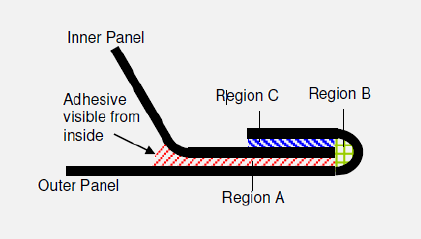 Inner Panel
Region C
Region B
Adhesive
visible from
inside
Outer Panel
Region A